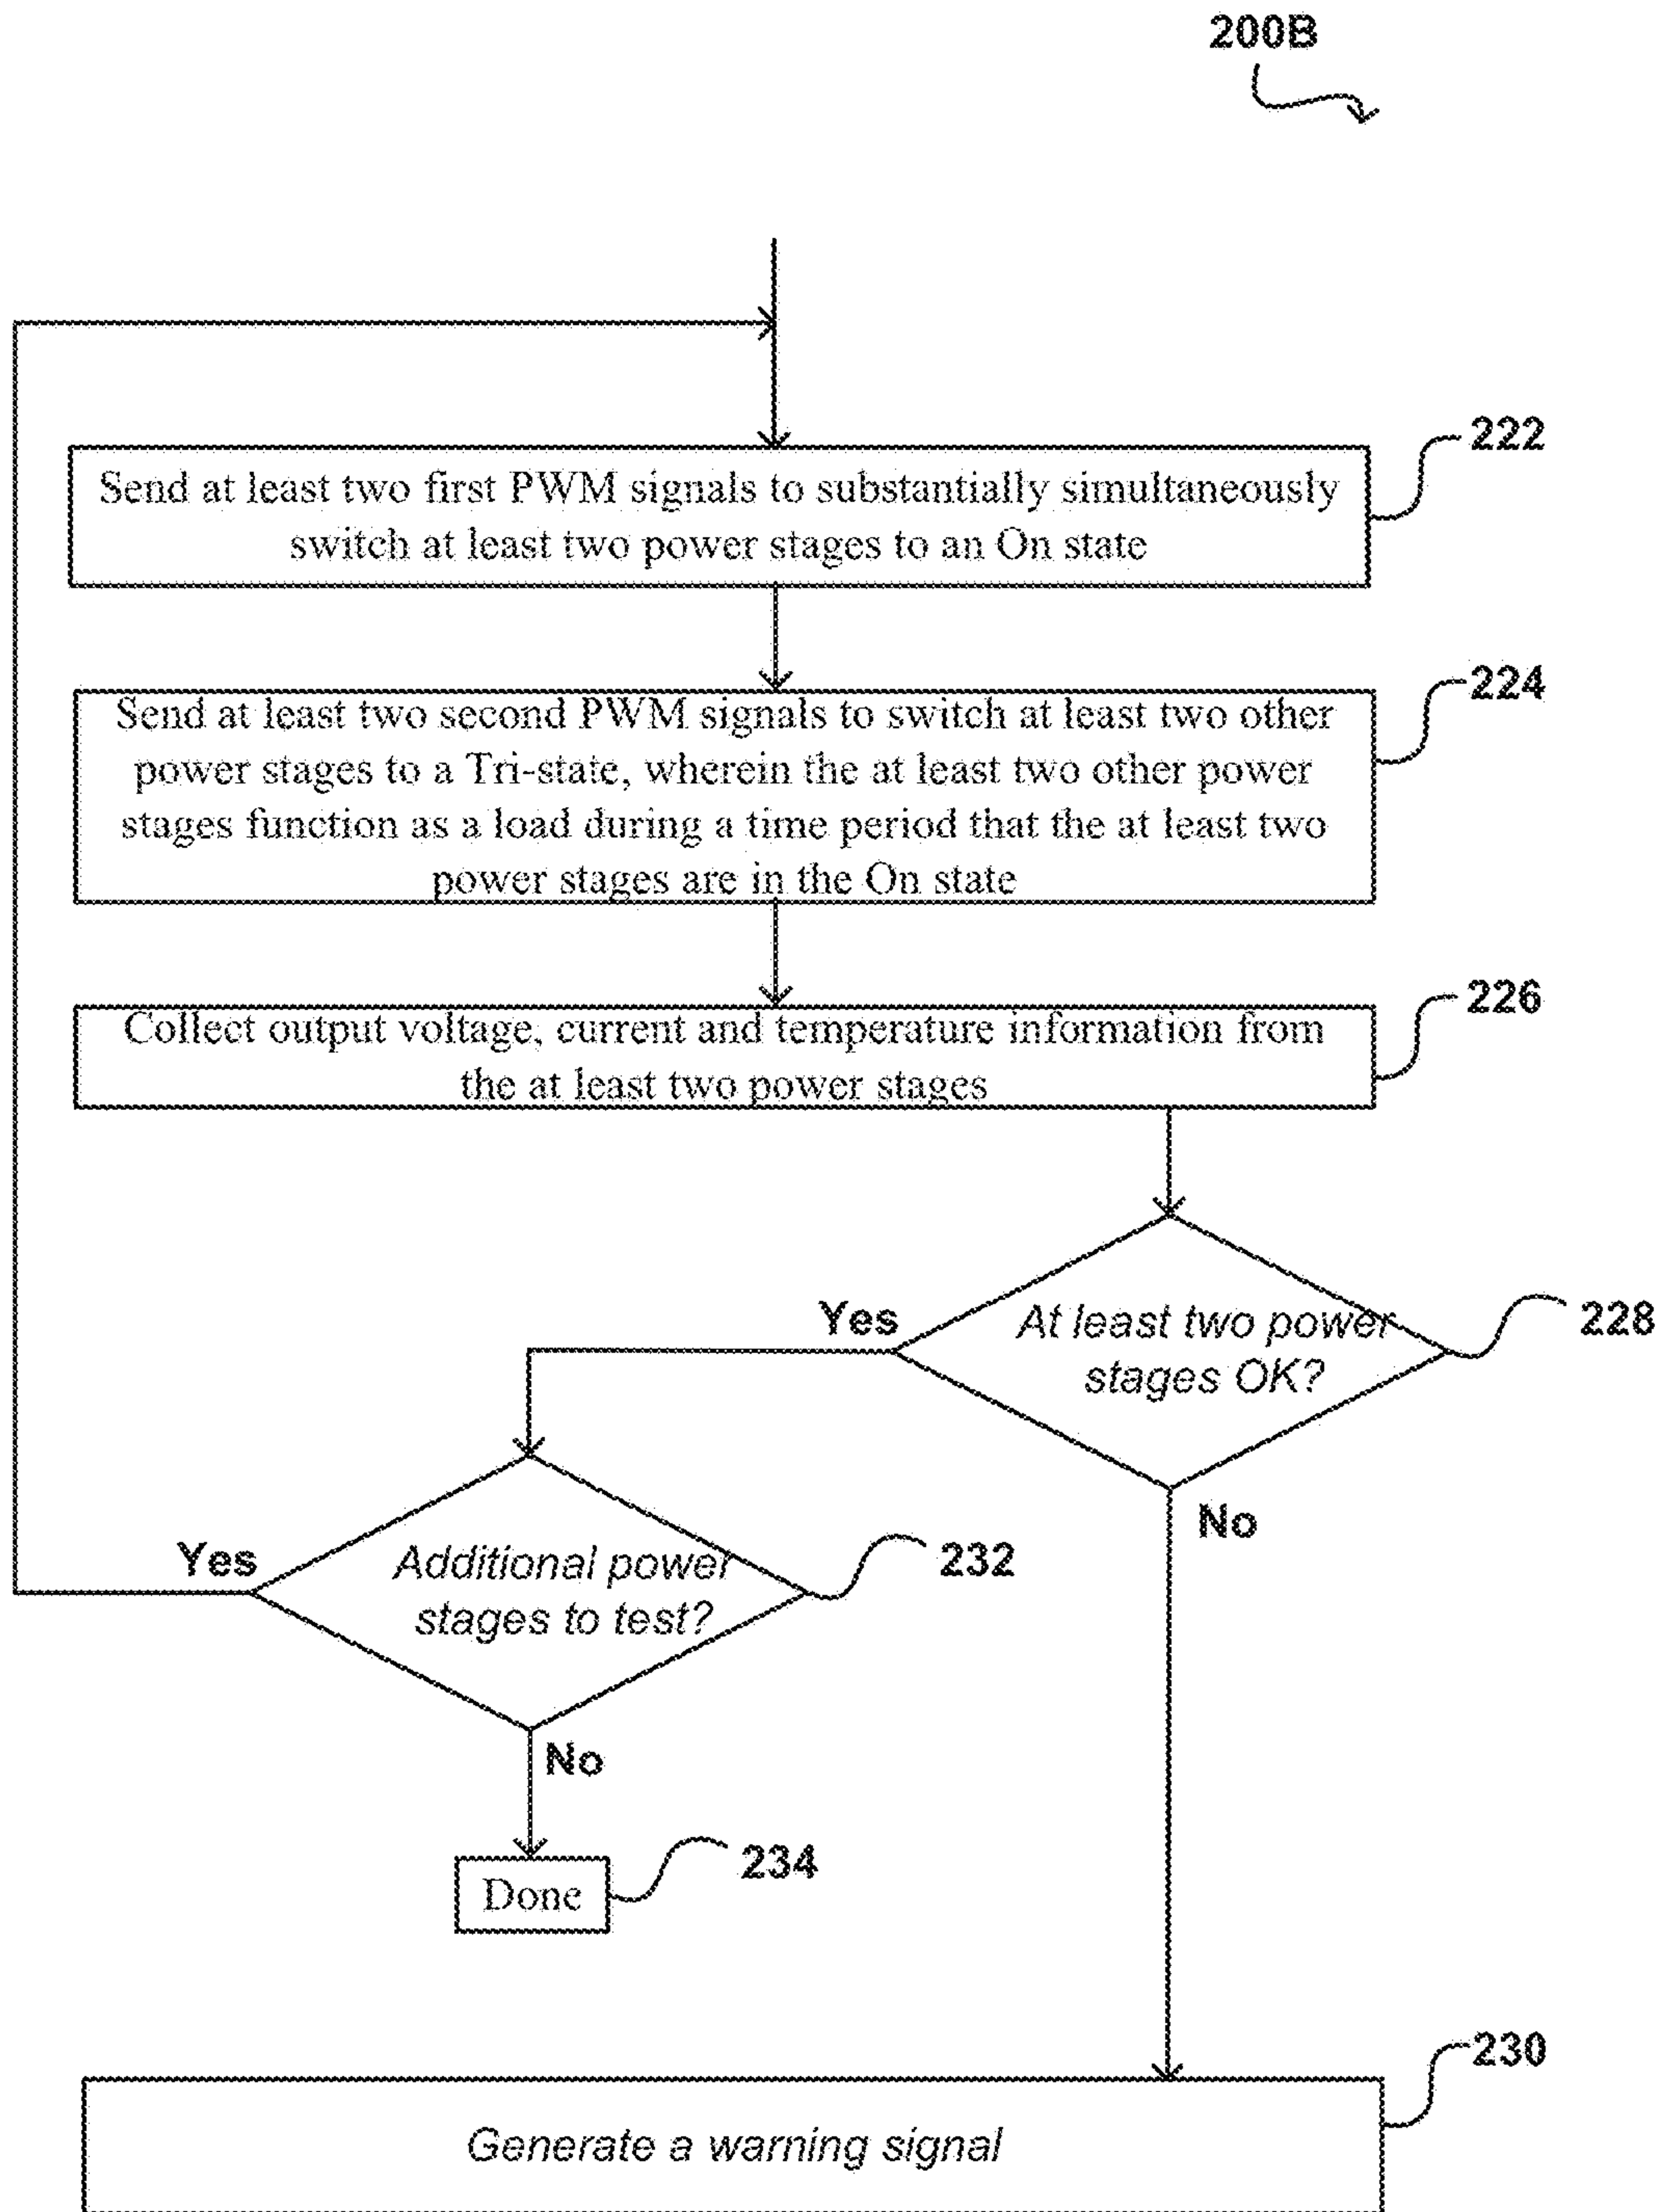 200B
222
Send at least two first PWM signals to substantially simultaneously
switch at least two power stages to an On state
224
Send at least two second PWM signals to switch at least two other
power stages to a Tri-state, wherein the at least two other power
stages function as a load during a time period that the at least two
power stages are in the On state
226
Collect output voltage, current and temperature information from
the at least two power stages
Yes
At least two power
stages OK?
228
No
Yes
Additional power
stages to test?
232
No
Done
234
230
Generate a warning signal